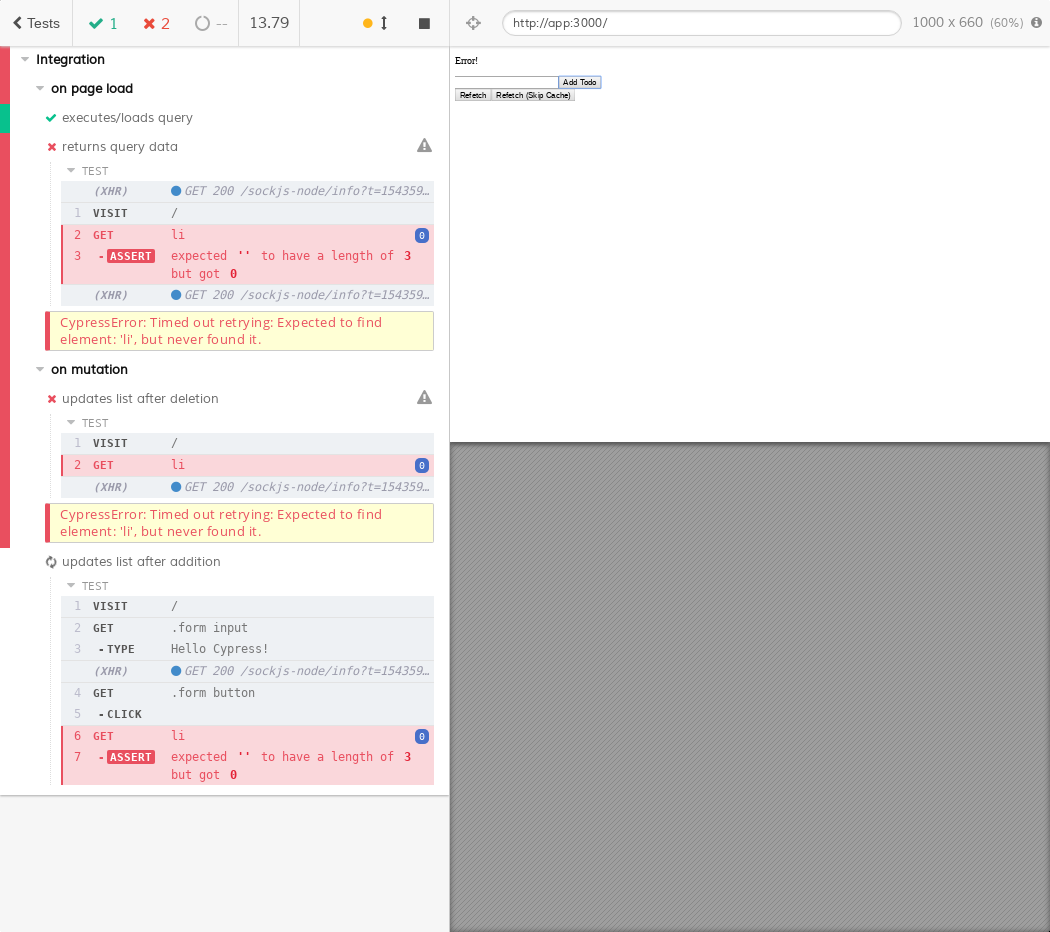 Tests 1 2 -- 13.79
http://app:3000/ 1000 x 660 (60%)
Integration
on page load
executes/loads query
returns query data
TEST
(XHR) GET 200 /sockjs-node/info?t=154359…
1 VISIT /
2 GET li 0
3 -ASSERT expected '' to have a length of 3
but got 0
(XHR) GET 200 /sockjs-node/info?t=154359…
CypressError: Timed out retrying: Expected to find
element: 'li', but never found it.
on mutation
updates list after deletion
TEST
1 VISIT /
2 GET li 0
(XHR) GET 200 /sockjs-node/info?t=154359…
CypressError: Timed out retrying: Expected to find
element: 'li', but never found it.
updates list after addition
TEST
1 VISIT /
2 GET .form input
3 -TYPE Hello Cypress!
(XHR) GET 200 /sockjs-node/info?t=154359…
4 GET .form button
5 -CLICK
6 GET li 0
7 -ASSERT expected '' to have a length of 3
but got 0
Error!
Add Todo
Refetch Refetch (Skip Cache)